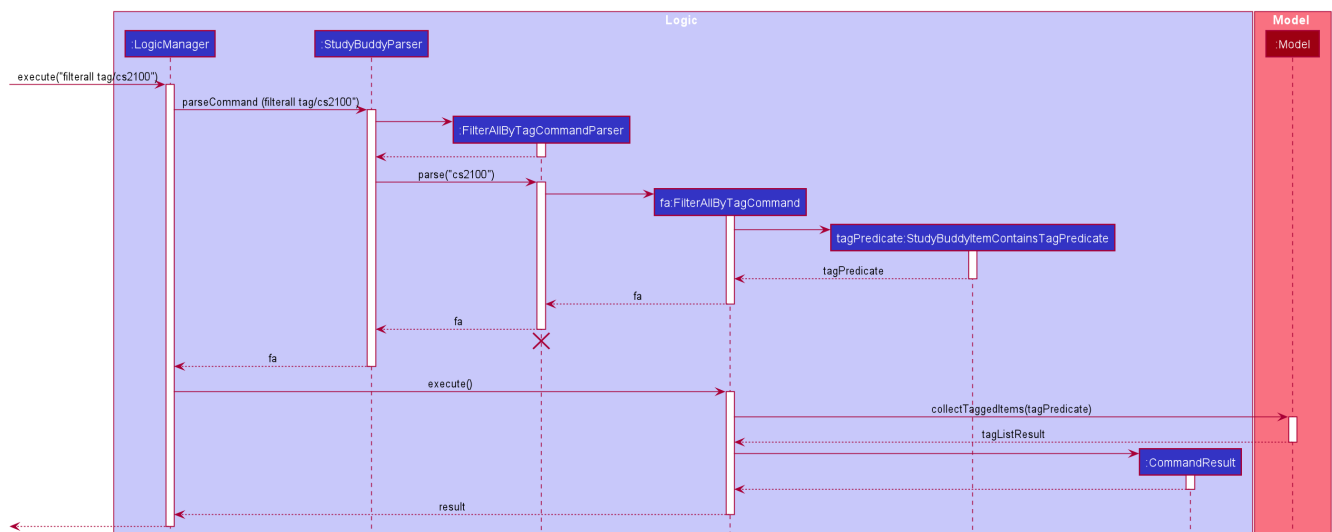 Logic
Model
:LogicManager
:StudyBuddyParser
:Model
execute("filterall tag/cs2100")
parseCommand (filterall tag/cs2100")
:FilterAllByTagCommandParser
parse("cs2100")
fa:FilterAllByTagCommand
tagPredicate:StudyBuddyItemContainsTagPredicate
tagPredicate
fa
fa
fa
execute()
collectTaggedItems(tagPredicate)
tagListResult
:CommandResult
result